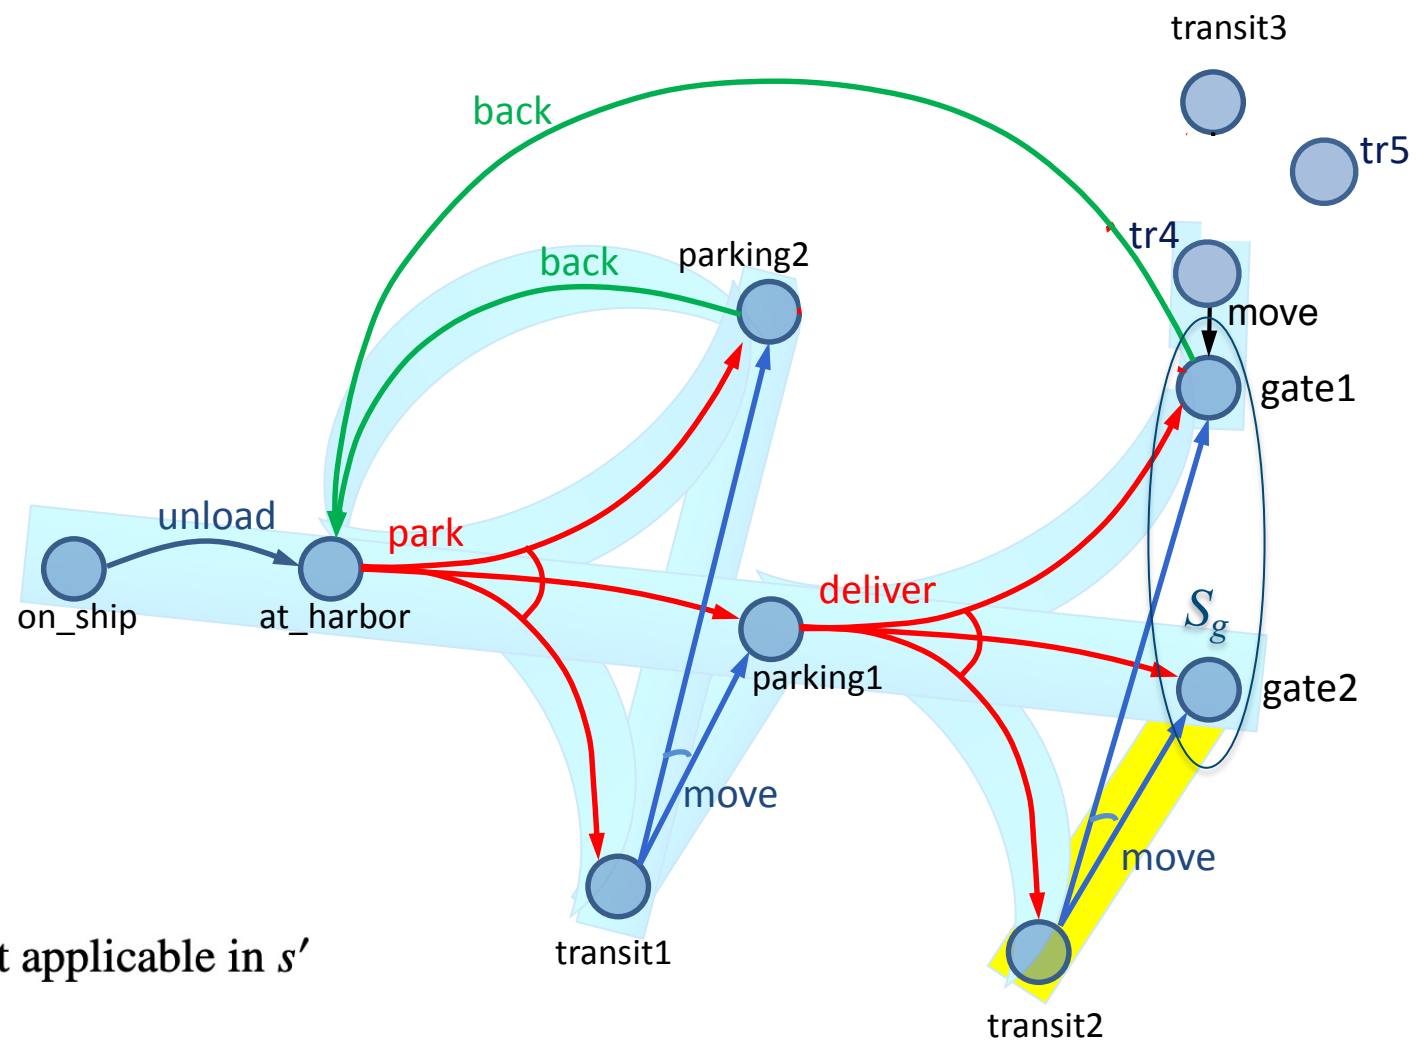 transit3
back
tr5
tr4
parking2
back
move
gate1
unload
park
deliver
on_ship
at_harbor
Sg
parking1
gate2
move
move
t applicable in s′
transit1
transit2